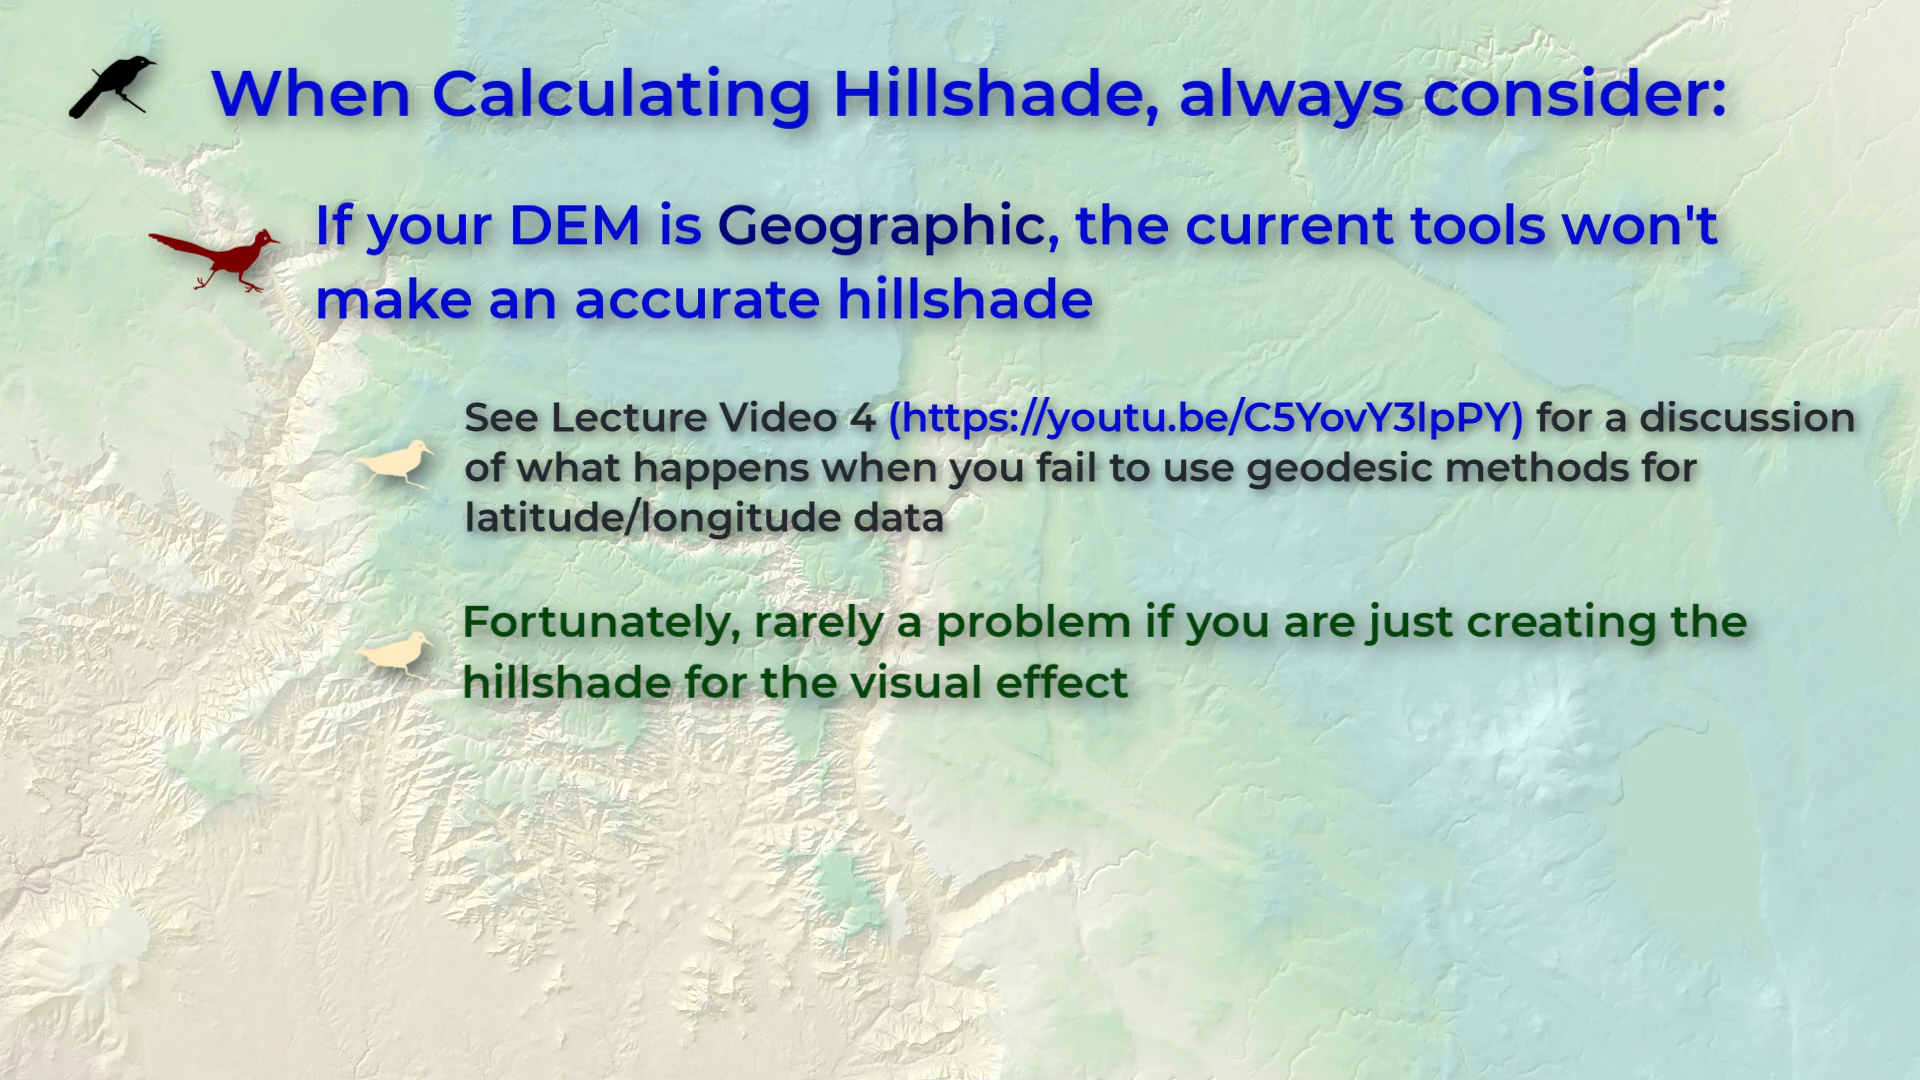 When Calculating Hillshade, always consider:
If your DEM is Geographic, the current tools won't
make an accurate hillshade
See Lecture Video 4 (https://youtu.be/C5YovY3lpPY) for a discussion
of what happens when you fail to use geodesic methods for
latitude/longitude data
Fortunately, rarely a problem if you are just creating the
hillshade for the visual effect